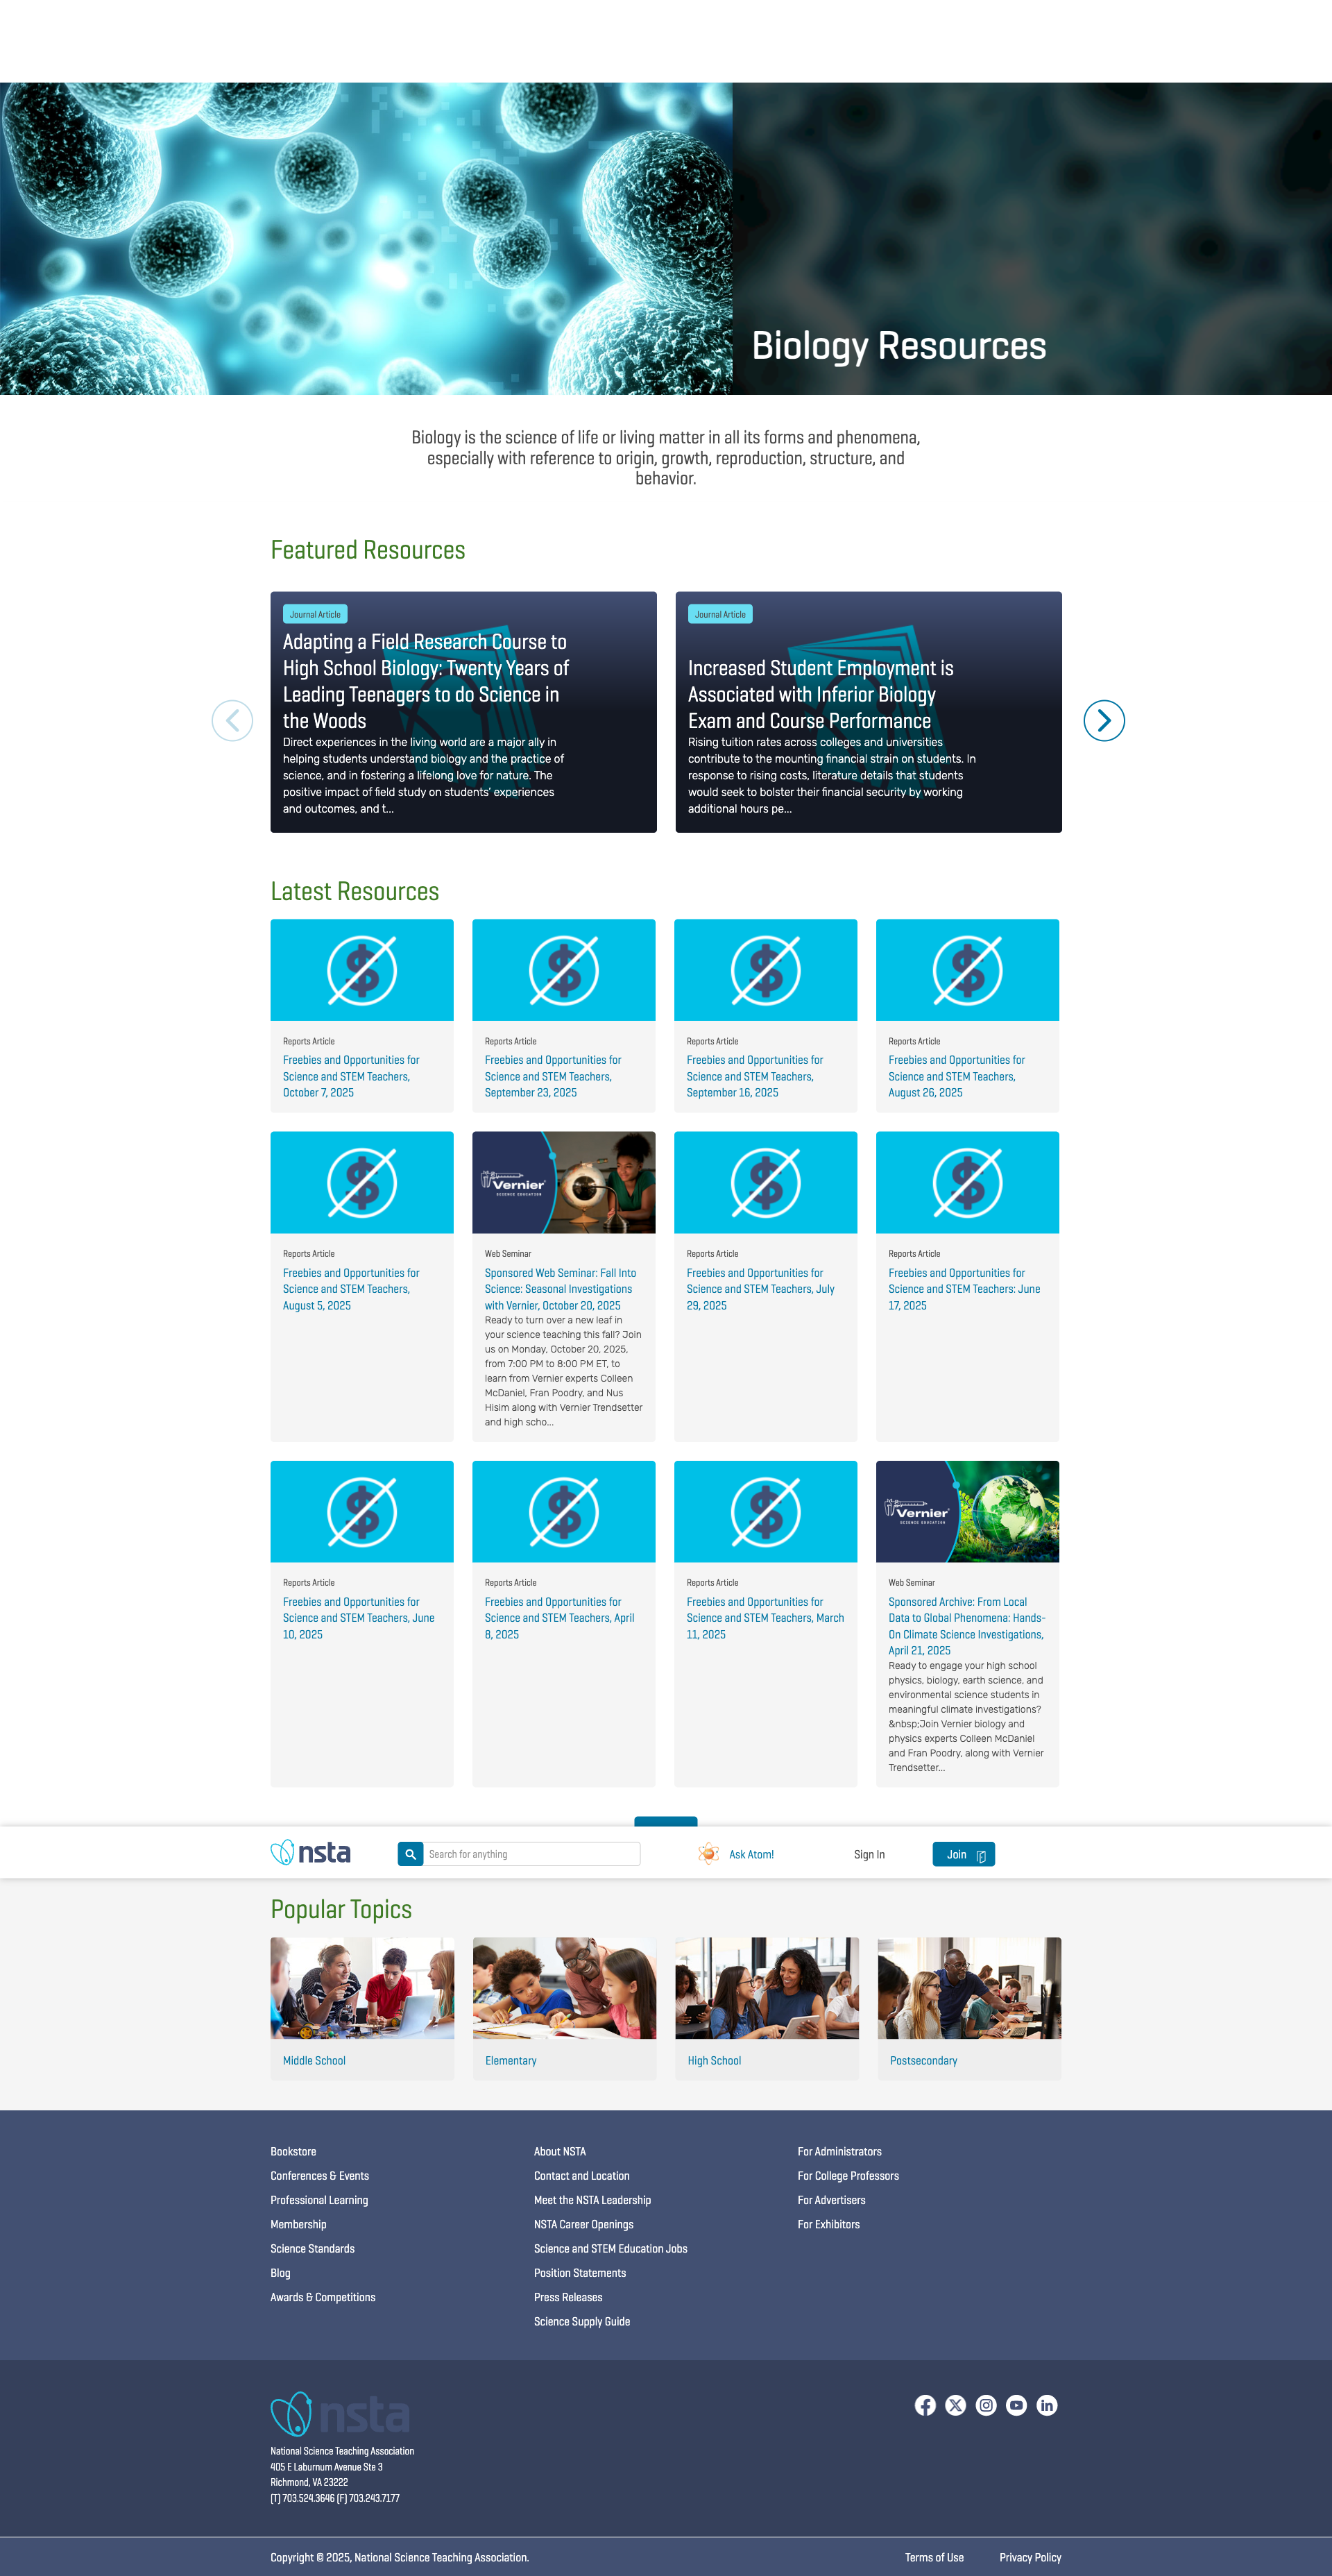 Biology Resources
Biology is the science of life or living matter in all its forms and phenomena,
especially with reference to origin, growth, reproduction, structure, and
behavior.
Featured Resources
Journal Article
Adapting a Field Research Course to
High School Biology: Twenty Years of
Leading Teenagers to do Science in
the Woods
Direct experiences in the living world are a major ally in
helping students understand biology and the practice of
science, and in fostering a lifelong love for nature. The
positive impact of field study on students' experiences
and outcomes, and t...
Journal Article
Increased Student Employment is
Associated with Inferior Biology
Exam and Course Performance
Rising tuition rates across colleges and universities
contribute to the mounting financial strain on students. In
response to rising costs, literature details that students
would seek to bolster their financial security by working
additional hours pe...
Latest Resources
Reports Article
Freebies and Opportunities for
Science and STEM Teachers,
October 7, 2025
Reports Article
Freebies and Opportunities for
Science and STEM Teachers,
September 23, 2025
Reports Article
Freebies and Opportunities for
Science and STEM Teachers,
September 16, 2025
Reports Article
Freebies and Opportunities for
Science and STEM Teachers,
August 26, 2025
Reports Article
Freebies and Opportunities for
Science and STEM Teachers,
August 5, 2025
Vernier
SCIENCE EDUCATION
Web Seminar
Sponsored Web Seminar: Fall Into
Science: Seasonal Investigations
with Vernier, October 20, 2025
Ready to turn over a new leaf in
your science teaching this fall? Join
us on Monday, October 20, 2025,
from 7:00 PM to 8:00 PM ET, to
learn from Vernier experts Colleen
McDaniel, Fran Poodry, and Nus
Hisim along with Vernier Trendsetter
and high scho...
Reports Article
Freebies and Opportunities for
Science and STEM Teachers, July
29, 2025
Reports Article
Freebies and Opportunities for
Science and STEM Teachers: June
17, 2025
Reports Article
Freebies and Opportunities for
Science and STEM Teachers, June
10, 2025
Reports Article
Freebies and Opportunities for
Science and STEM Teachers, April
8, 2025
Reports Article
Freebies and Opportunities for
Science and STEM Teachers, March
11, 2025
Vernier
SCIENCE EDUCATION
Web Seminar
Sponsored Archive: From Local
Data to Global Phenomena: Hands-
On Climate Science Investigations,
April 21, 2025
Ready to engage your high school
physics, biology, earth science, and
environmental science students in
meaningful climate investigations?
&nbsp;Join Vernier biology and
physics experts Colleen McDaniel
and Fran Poodry, along with Vernier
Trendsetter...
nsta
Search for anything
Ask Atom!
Sign In
Join
Popular Topics
Middle School
Elementary
High School
Postsecondary
Bookstore
Conferences & Events
Professional Learning
Membership
Science Standards
Blog
Awards & Competitions
About NSTA
Contact and Location
Meet the NSTA Leadership
NSTA Career Openings
Science and STEM Education Jobs
Position Statements
Press Releases
Science Supply Guide
For Administrators
For College Professors
For Advertisers
For Exhibitors
nsta
National Science Teaching Association
405 E Laburnum Avenue Ste 3
Richmond, VA 23222
(T) 703.524.3646 (F) 703.243.7177
Copyright © 2025, National Science Teaching Association.
Terms of Use
Privacy Policy